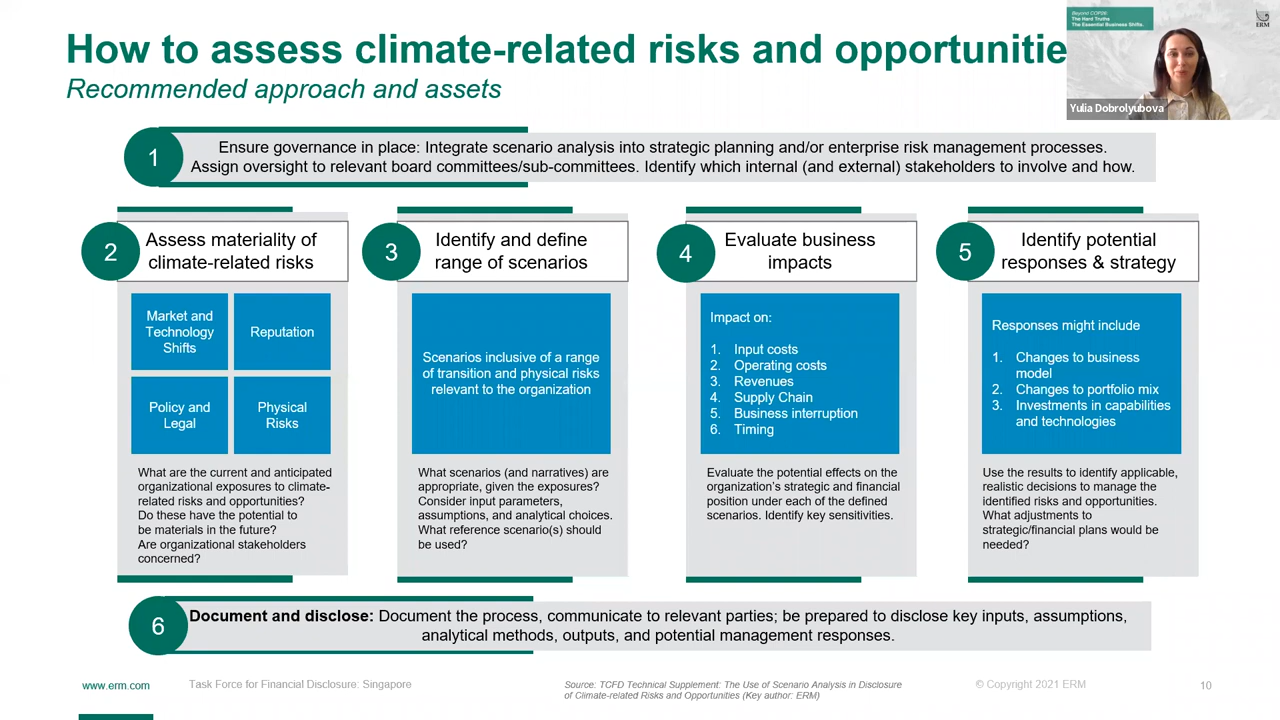 How to assess climate-related risks and opportunitie
Recommended approach and assets
Beyond COP26:
The Hard Truths
The Essential Business Shifts.
ERM
Yulia Dobrolyubova
1
Ensure governance in place: Integrate scenario analysis into strategic planning and/or enterprise risk management processes.
Assign oversight to relevant board committees/sub-committees. Identify which internal (and external) stakeholders to involve and how.
2
Assess materiality of
climate-related risks
Market and
Technology
Shifts
Reputation
Policy and
Legal
Physical
Risks
What are the current and anticipated
organizational exposures to climate-
related risks and opportunities?
Do these have the potential to
be materials in the future?
Are organizational stakeholders
concerned?
3
Identify and define
range of scenarios
Scenarios inclusive of a range
of transition and physical risks
relevant to the organization
What scenarios (and narratives) are
appropriate, given the exposures?
Consider input parameters,
assumptions, and analytical choices.
What reference scenario(s) should
be used?
4
Evaluate business
impacts
Impact on:
1. Input costs
2. Operating costs
3. Revenues
4. Supply Chain
5. Business interruption
6. Timing
Evaluate the potential effects on the
organization's strategic and financial
position under each of the defined
scenarios. Identify key sensitivities.
5
Identify potential
responses & strategy
Responses might include
1. Changes to business
model
2. Changes to portfolio mix
3. Investments in capabilities
and technologies
Use the results to identify applicable,
realistic decisions to manage the
identified risks and opportunities.
What adjustments to
strategic/financial plans would be
needed?
6
Document and disclose: Document the process, communicate to relevant parties; be prepared to disclose key inputs, assumptions,
analytical methods, outputs, and potential management responses.
www.erm.com
Task Force for Financial Disclosure: Singapore
Source: TCFD Technical Supplement: The Use of Scenario Analysis in Disclosure
of Climate-related Risks and Opportunities (Key author: ERM)
© Copyright 2021 ERM
10